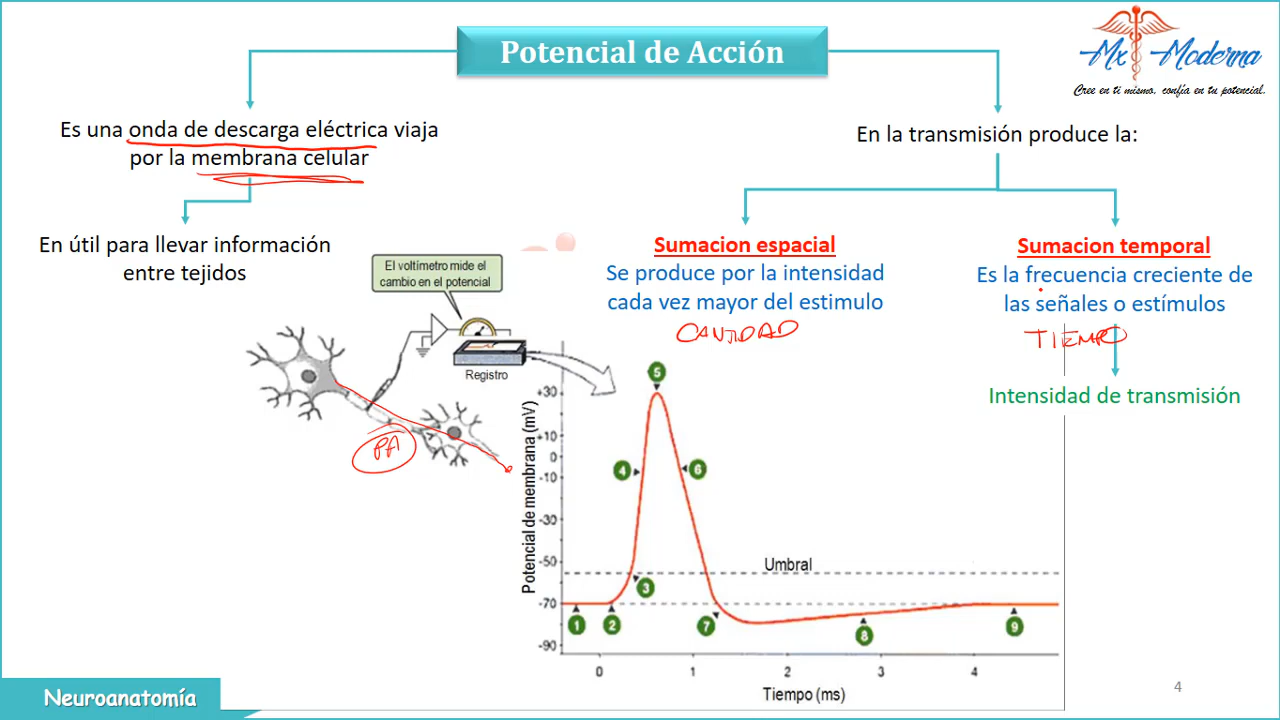 Potencial de Acción
Mx Moderna
Cree en ti mismo, confía en tu potencial.
Es una onda de descarga eléctrica viaja
por la membrana celular
En útil para llevar información
entre tejidos
En la transmisión produce la:
Sumacion espacial
Se produce por la intensidad
cada vez mayor del estimulo
CANTIDAD
Sumacion temporal
Es la frecuencia creciente de
las señales o estímulos
TIEMPO
Intensidad de transmisión
El voltímetro mide el
cambio en el potencial
Registro
PA
Potencial de membrana (mV)
+30
+10
0
-10
-30
-50
-70
-90
Umbral
1
2
3
4
5
6
7
8
9
0 1 2 3 4
Tiempo (ms)
Neuroanatomía
4